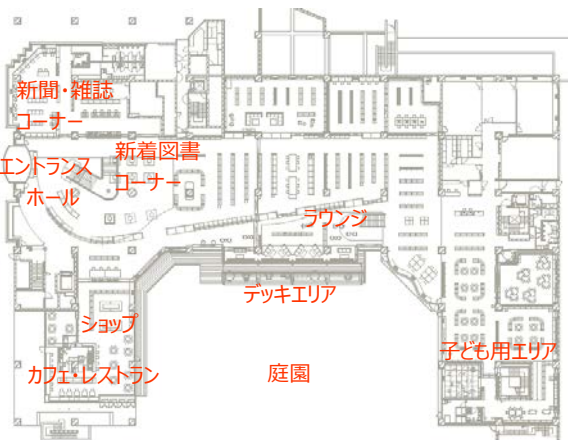 新聞・雑誌
コーナー
新着図書
コーナー
エントランス
ホール
ラウンジ
デッキエリア
ショップ
カフェ・レストラン
庭園
子ども用エリア